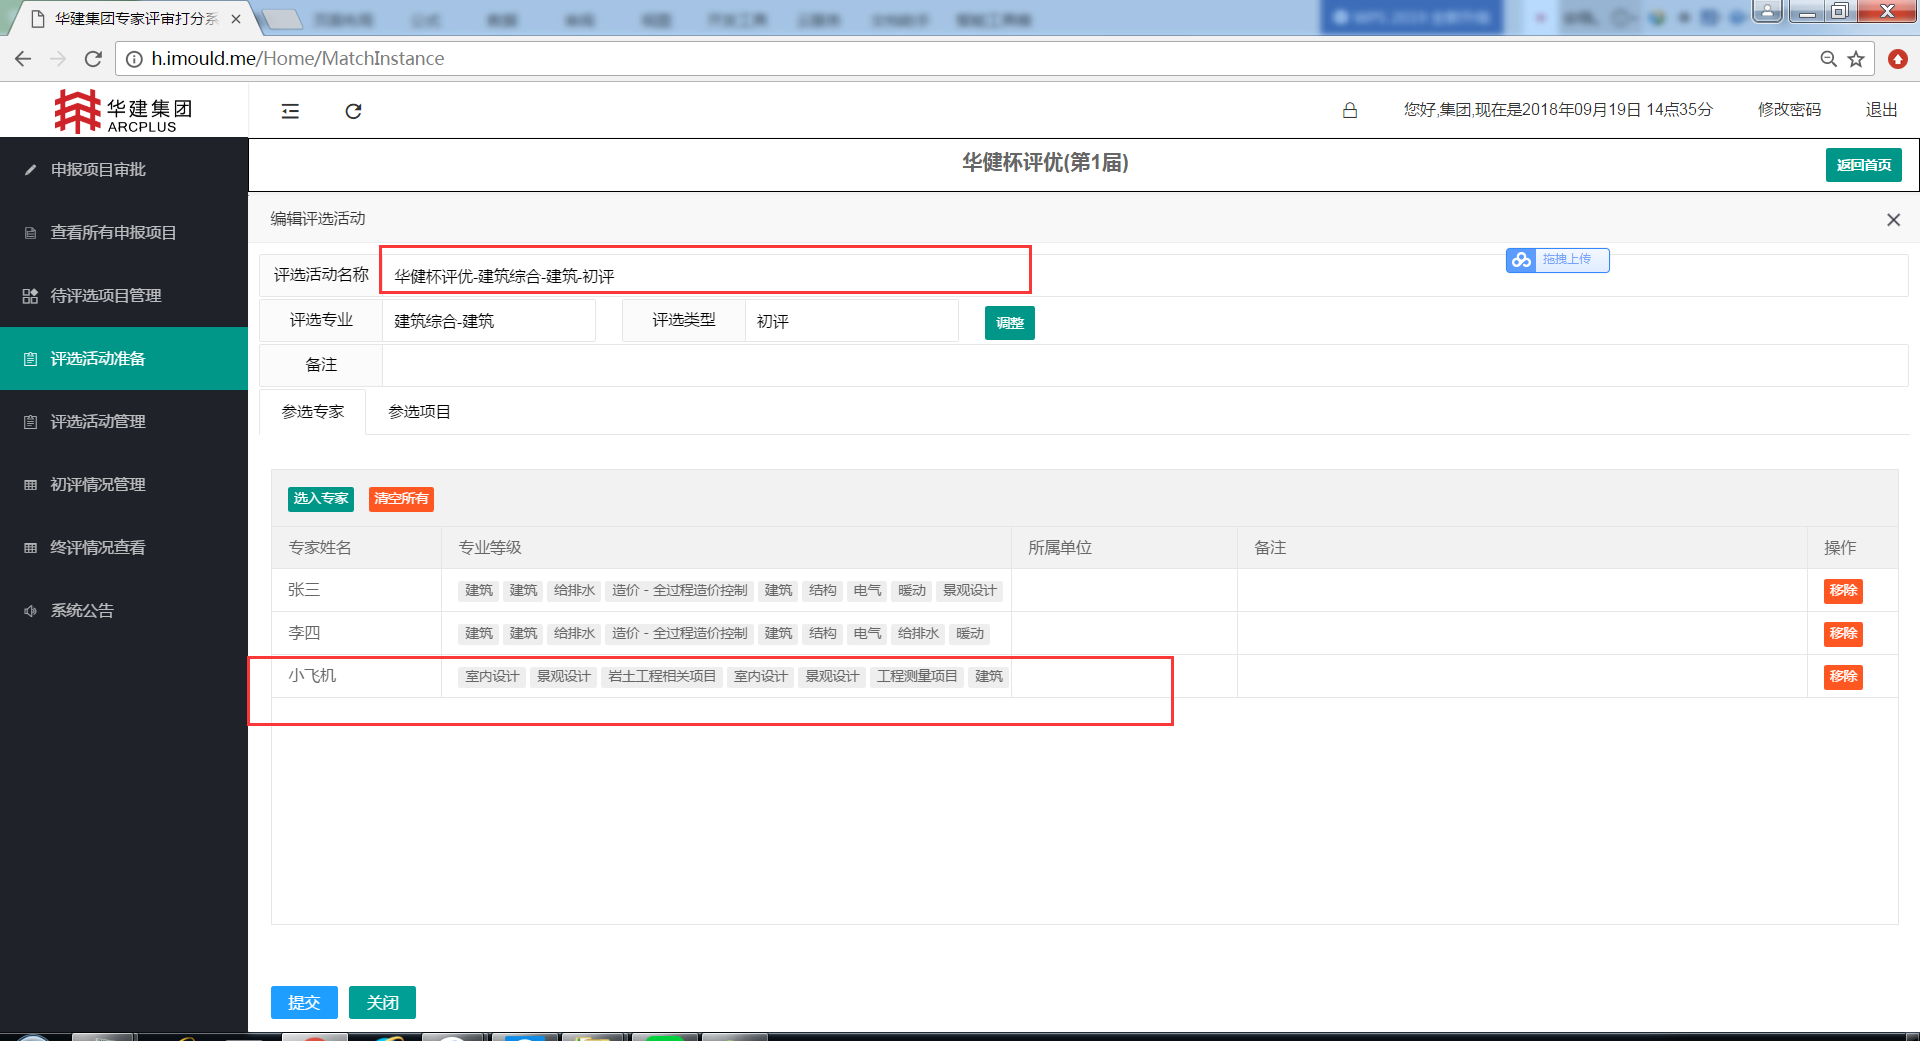 华建集团专家评审打分系
h.imould.me/Home/MatchInstance
华建集团
ARCPLUS
您好,集团,现在是2018年09月19日 14点35分
修改密码
退出
申报项目审批
查看所有申报项目
待评选项目管理
评选活动准备
评选活动管理
初评情况管理
终评情况查看
系统公告
华健杯评优(第1届)
返回首页
编辑评选活动
评选活动名称
华健杯评优-建筑综合-建筑-初评
拖拽上传
评选专业
建筑综合-建筑
评选类型
初评
调整
备注
参选专家
参选项目
选入专家
清空所有
专家姓名 专业等级 所属单位 备注 操作
张三 建筑 建筑 给排水 造价 - 全过程造价控制 建筑 结构 电气 暖动 景观设计 移除
李四 建筑 建筑 给排水 造价 - 全过程造价控制 建筑 结构 电气 给排水 暖动 移除
小飞机 室内设计 景观设计 岩土工程相关项目 室内设计 景观设计 工程测量项目 建筑 移除
提交
关闭